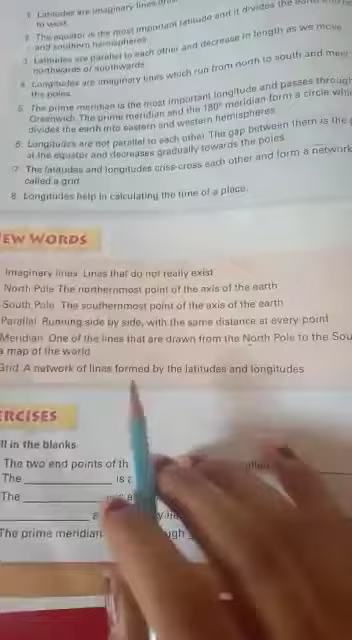 1. Latitudes are imaginary lines
to west.
2. The equator is the most important latitude and it divides the
and southern hemispheres.
3. Latitudes are parallel to each other and decrease in length as we move
northwards or southwards.
4. Longitudes are imaginary lines which run from north to south and meet
the poles.
5. The prime meridian is the most important longitude and passes through
Greenwich. The prime meridian and the 180° meridian form a circle
divides the earth into eastern and western hemispheres.
6. Longitudes are not parallel to each other. The gap between them is the
at the equator and decreases gradually towards the poles.
7. The latitudes and longitudes criss-cross each other and form a network
called a grid.
8. Longitudes help in calculating the time of a place.
EW WORDS
Imaginary lines Lines that do not really exist
North Pole The northernmost point of the axis of the earth
South Pole The southernmost point of the axis of the earth
Parallel Running side by side, with the same distance at every point
Meridian One of the lines that are drawn from the North Pole to the Sou
a map of the world
Grid A network of lines formed by the latitudes and longitudes
ERCISES
ll in the blanks.
The two end points of th
The ____________ is a
The ____________
The prime meridian ough